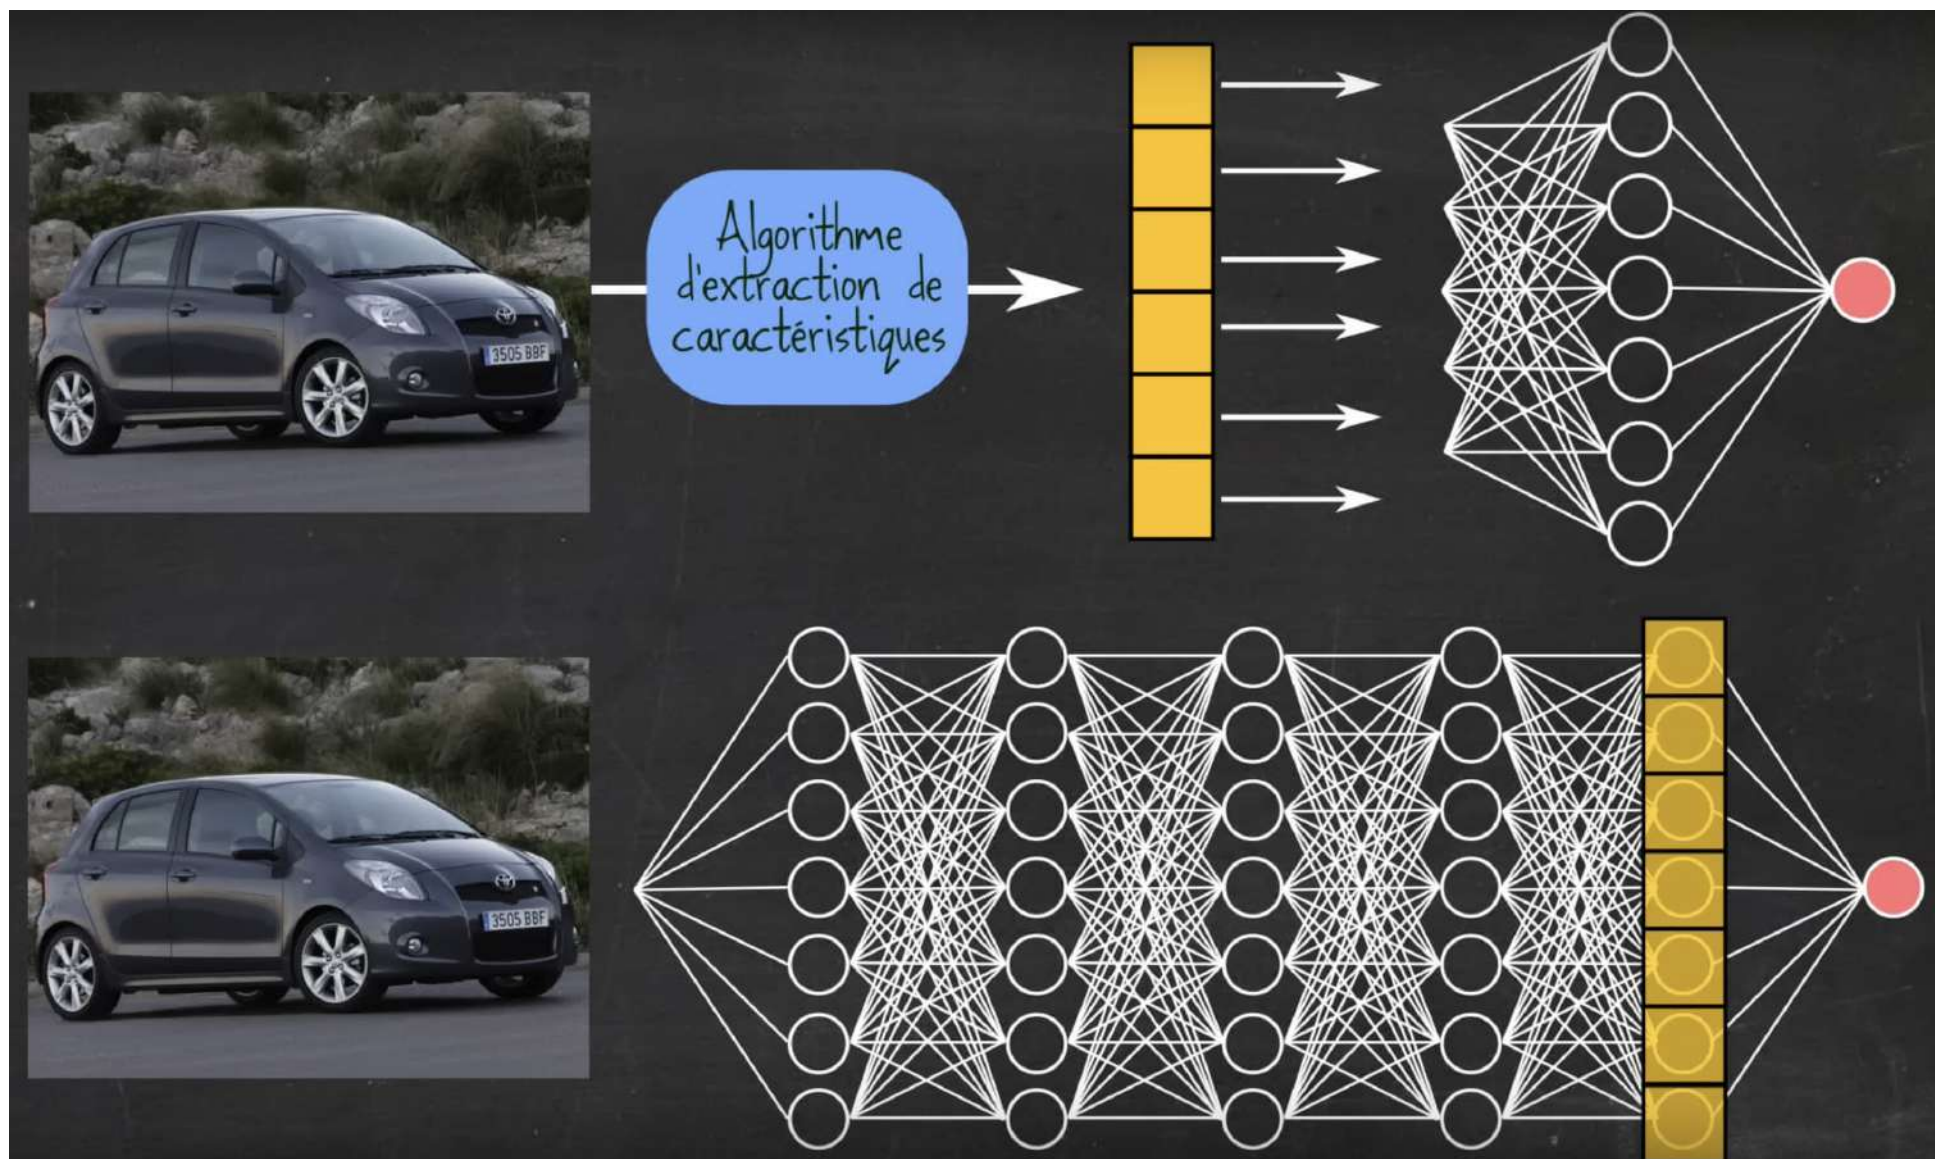 Algorithme
d'extraction de
caractéristiques
3505 BBF
3505 BBF